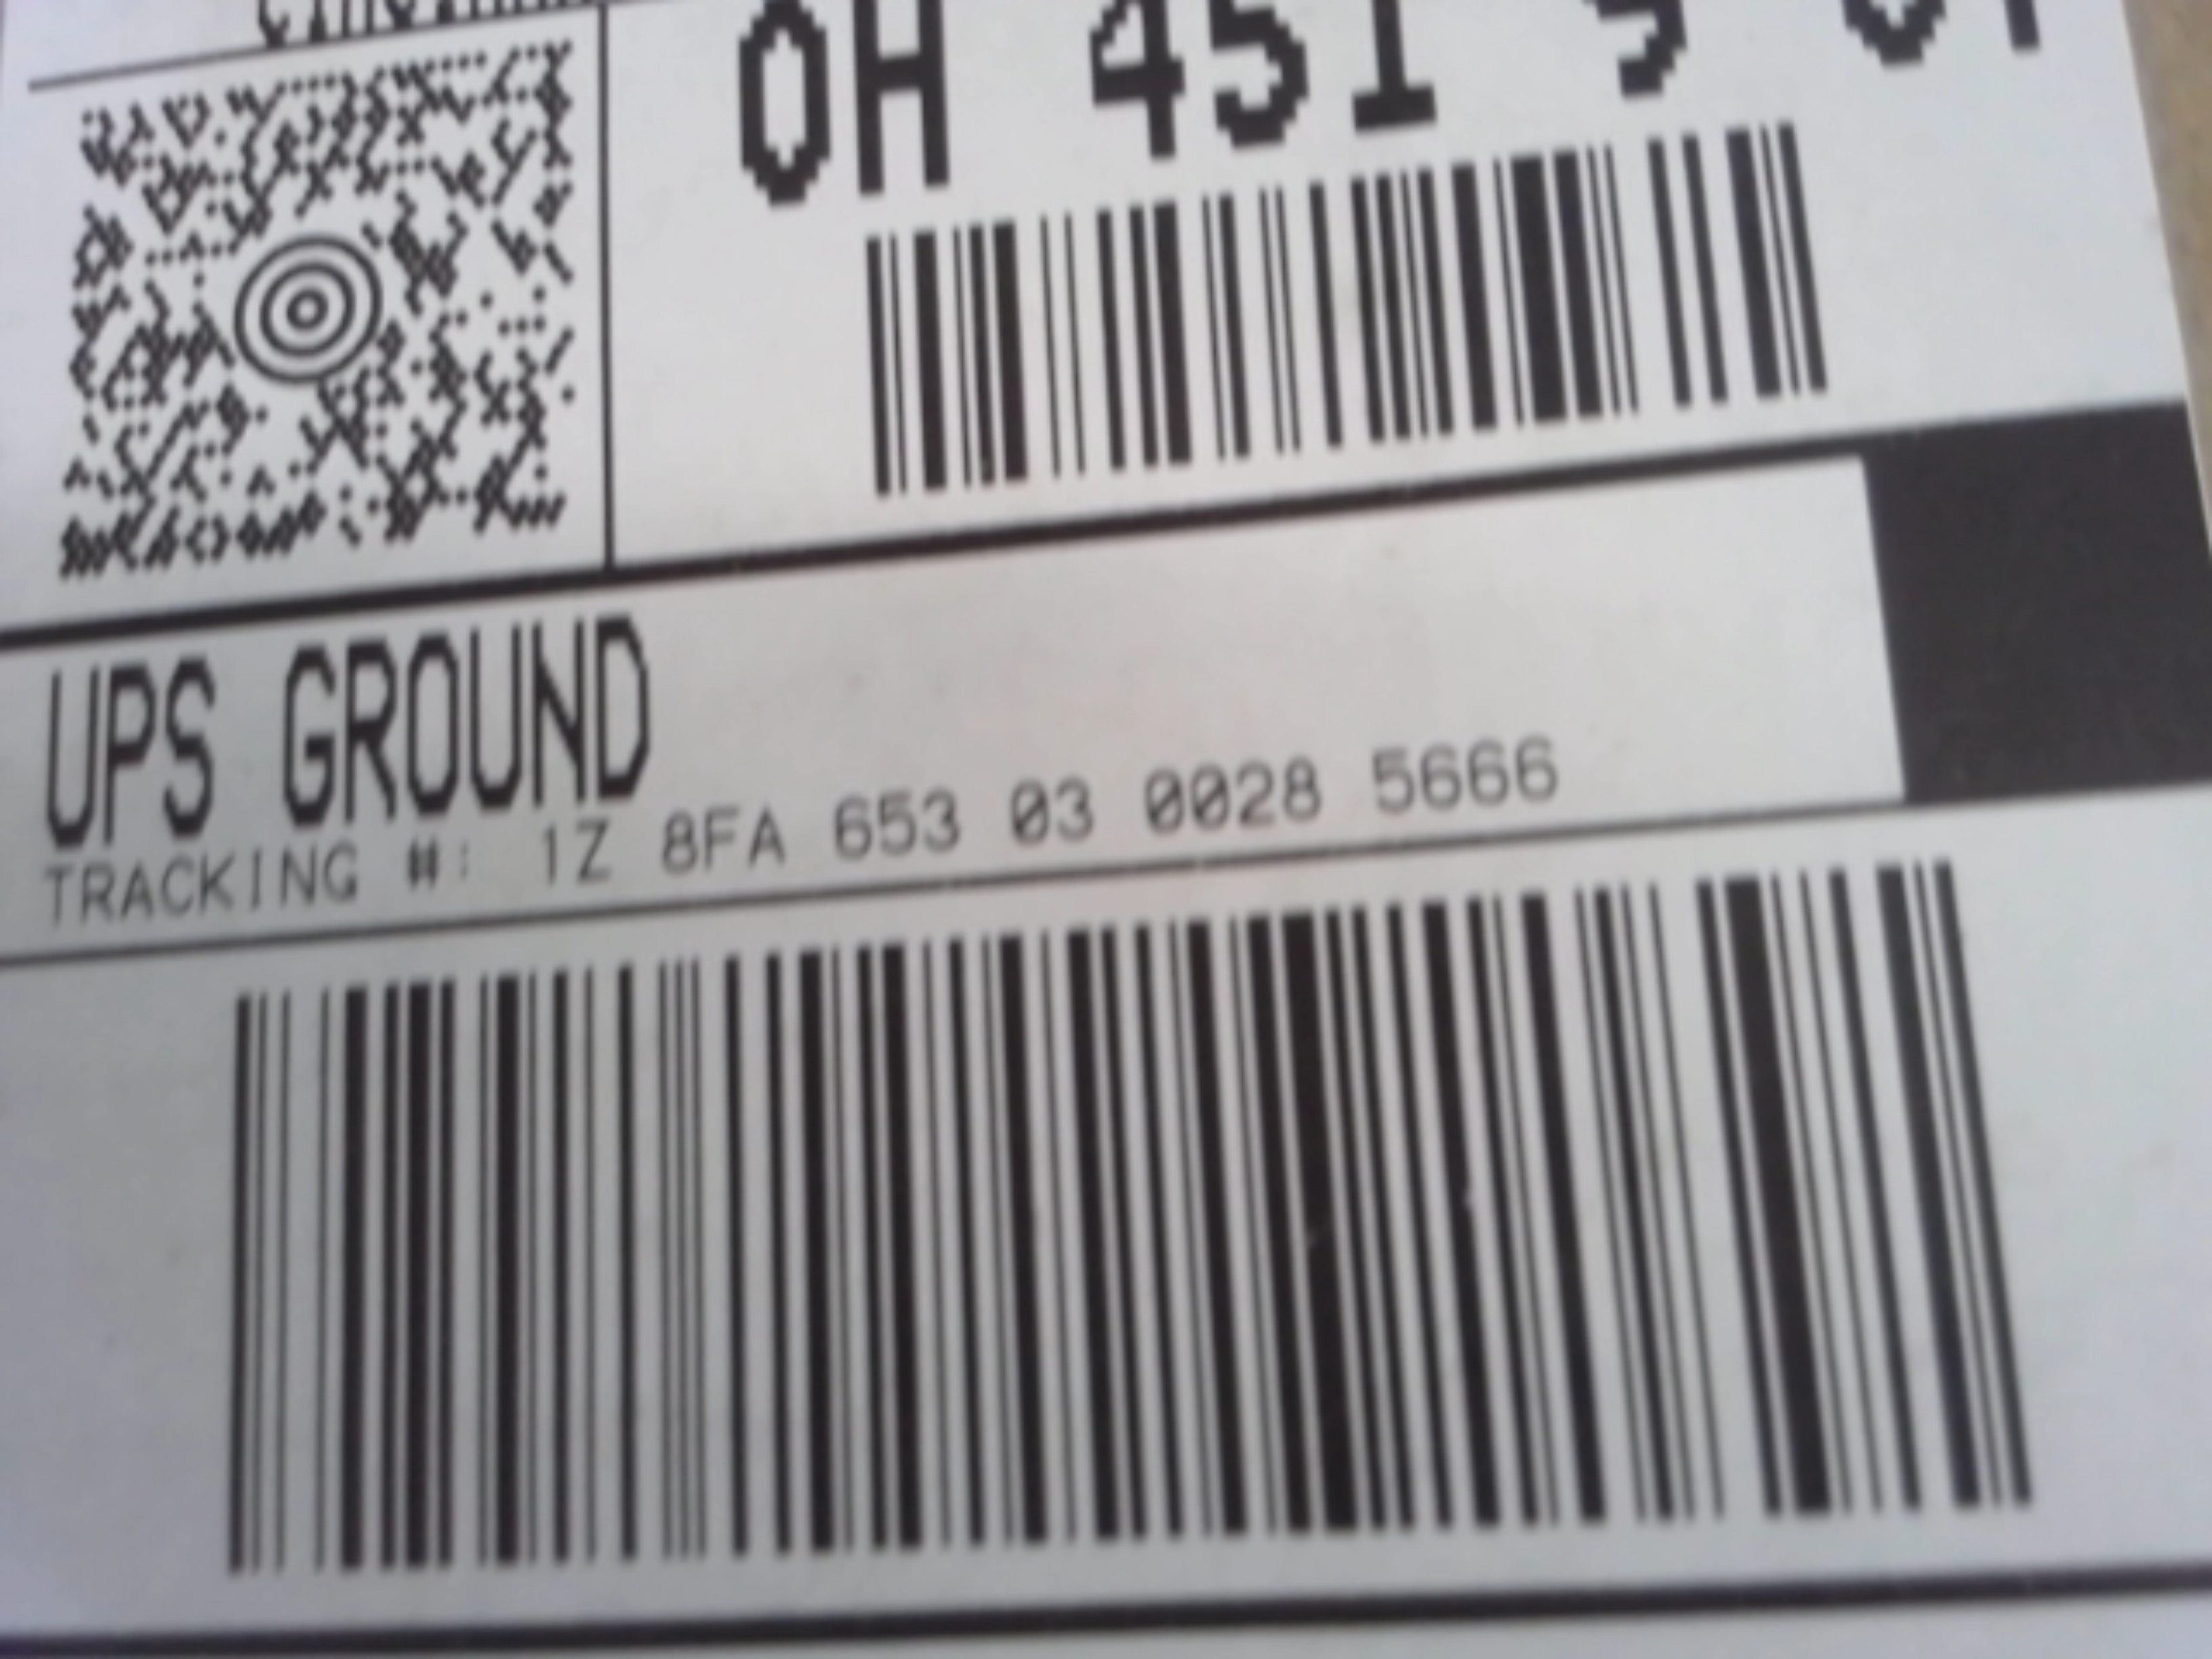 OH 451
UPS GROUND
TRACKING #: 1Z 8FA 653 03 0028 5666